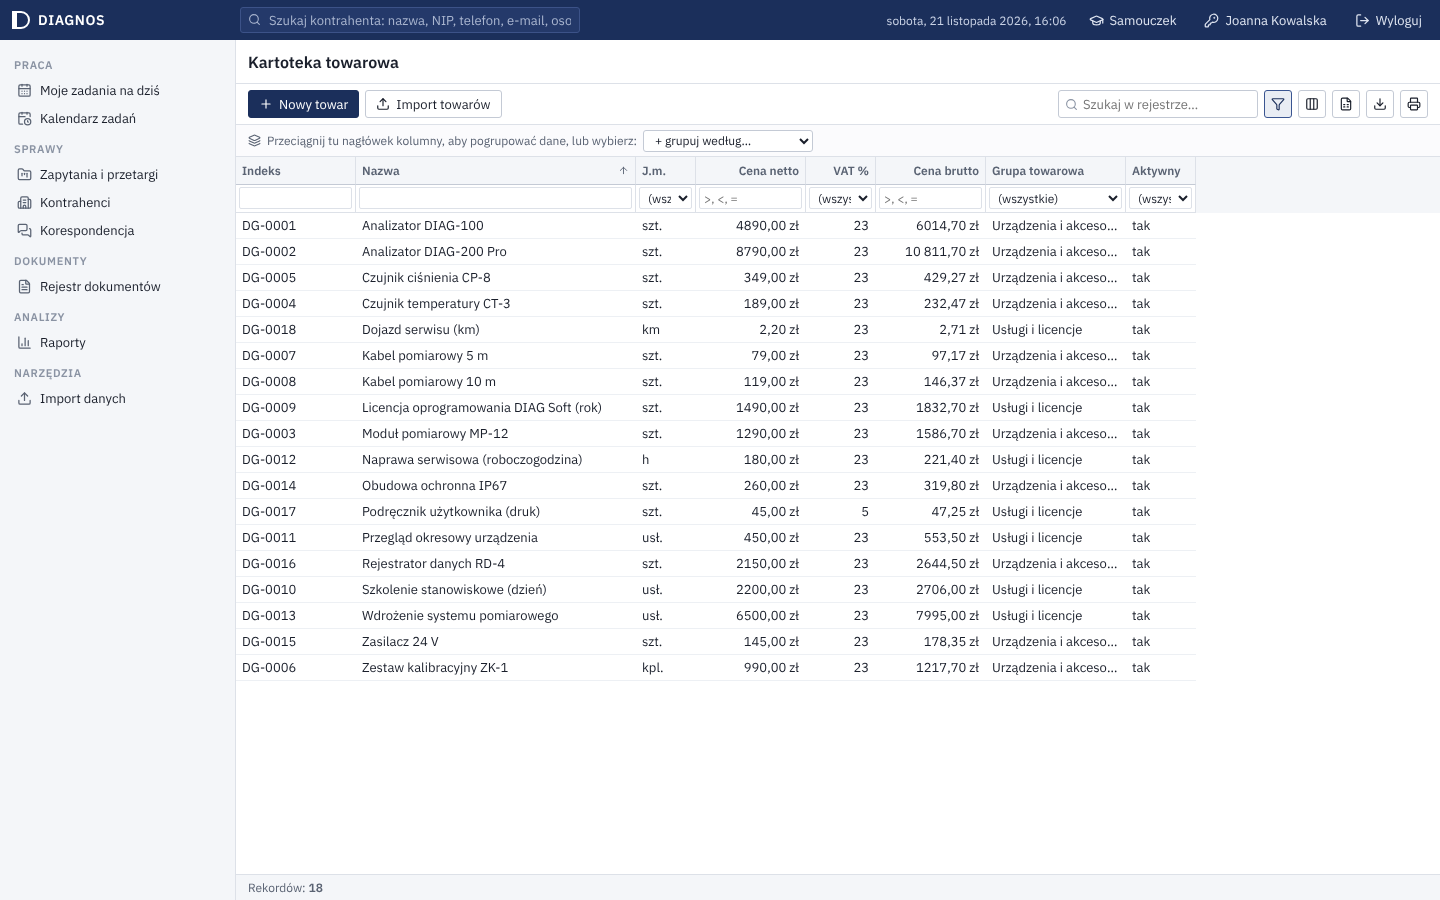 DIAGNOS
Szukaj kontrahenta: nazwa, NIP, telefon, e-mail, oso
sobota, 21 listopada 2026, 16:06
Samouczek
Joanna Kowalska
Wyloguj
PRACA
Moje zadania na dziś
Kalendarz zadań
SPRAWY
Zapytania i przetargi
Kontrahenci
Korespondencja
DOKUMENTY
Rejestr dokumentów
ANALIZY
Raporty
NARZĘDZIA
Import danych
Kartoteka towarowa
Nowy towar
Import towarów
Szukaj w rejestrze...
Przeciągnij tu nagłówek kolumny, aby pogrupować dane, lub wybierz:
+ grupuj według...
Indeks Nazwa J.m. Cena netto VAT % Cena brutto Grupa towarowa Aktywny
(wsz >, <, = (wszys >, <, = (wszystkie) (wszys
DG-0001 Analizator DIAG-100 szt. 4890,00 zł 23 6014,70 zł Urządzenia i akceso... tak
DG-0002 Analizator DIAG-200 Pro szt. 8790,00 zł 23 10 811,70 zł Urządzenia i akceso... tak
DG-0005 Czujnik ciśnienia CP-8 szt. 349,00 zł 23 429,27 zł Urządzenia i akceso... tak
DG-0004 Czujnik temperatury CT-3 szt. 189,00 zł 23 232,47 zł Urządzenia i akceso... tak
DG-0018 Dojazd serwisu (km) km 2,20 zł 23 2,71 zł Usługi i licencje tak
DG-0007 Kabel pomiarowy 5 m szt. 79,00 zł 23 97,17 zł Urządzenia i akceso... tak
DG-0008 Kabel pomiarowy 10 m szt. 119,00 zł 23 146,37 zł Urządzenia i akceso... tak
DG-0009 Licencja oprogramowania DIAG Soft (rok) szt. 1490,00 zł 23 1832,70 zł Usługi i licencje tak
DG-0003 Moduł pomiarowy MP-12 szt. 1290,00 zł 23 1586,70 zł Urządzenia i akceso... tak
DG-0012 Naprawa serwisowa (roboczogodzina) h 180,00 zł 23 221,40 zł Usługi i licencje tak
DG-0014 Obudowa ochronna IP67 szt. 260,00 zł 23 319,80 zł Urządzenia i akceso... tak
DG-0017 Podręcznik użytkownika (druk) szt. 45,00 zł 5 47,25 zł Usługi i licencje tak
DG-0011 Przegląd okresowy urządzenia usł. 450,00 zł 23 553,50 zł Usługi i licencje tak
DG-0016 Rejestrator danych RD-4 szt. 2150,00 zł 23 2644,50 zł Urządzenia i akceso... tak
DG-0010 Szkolenie stanowiskowe (dzień) usł. 2200,00 zł 23 2706,00 zł Usługi i licencje tak
DG-0013 Wdrożenie systemu pomiarowego usł. 6500,00 zł 23 7995,00 zł Usługi i licencje tak
DG-0015 Zasilacz 24 V szt. 145,00 zł 23 178,35 zł Urządzenia i akceso... tak
DG-0006 Zestaw kalibracyjny ZK-1 kpl. 990,00 zł 23 1217,70 zł Urządzenia i akceso... tak
Rekordów: 18